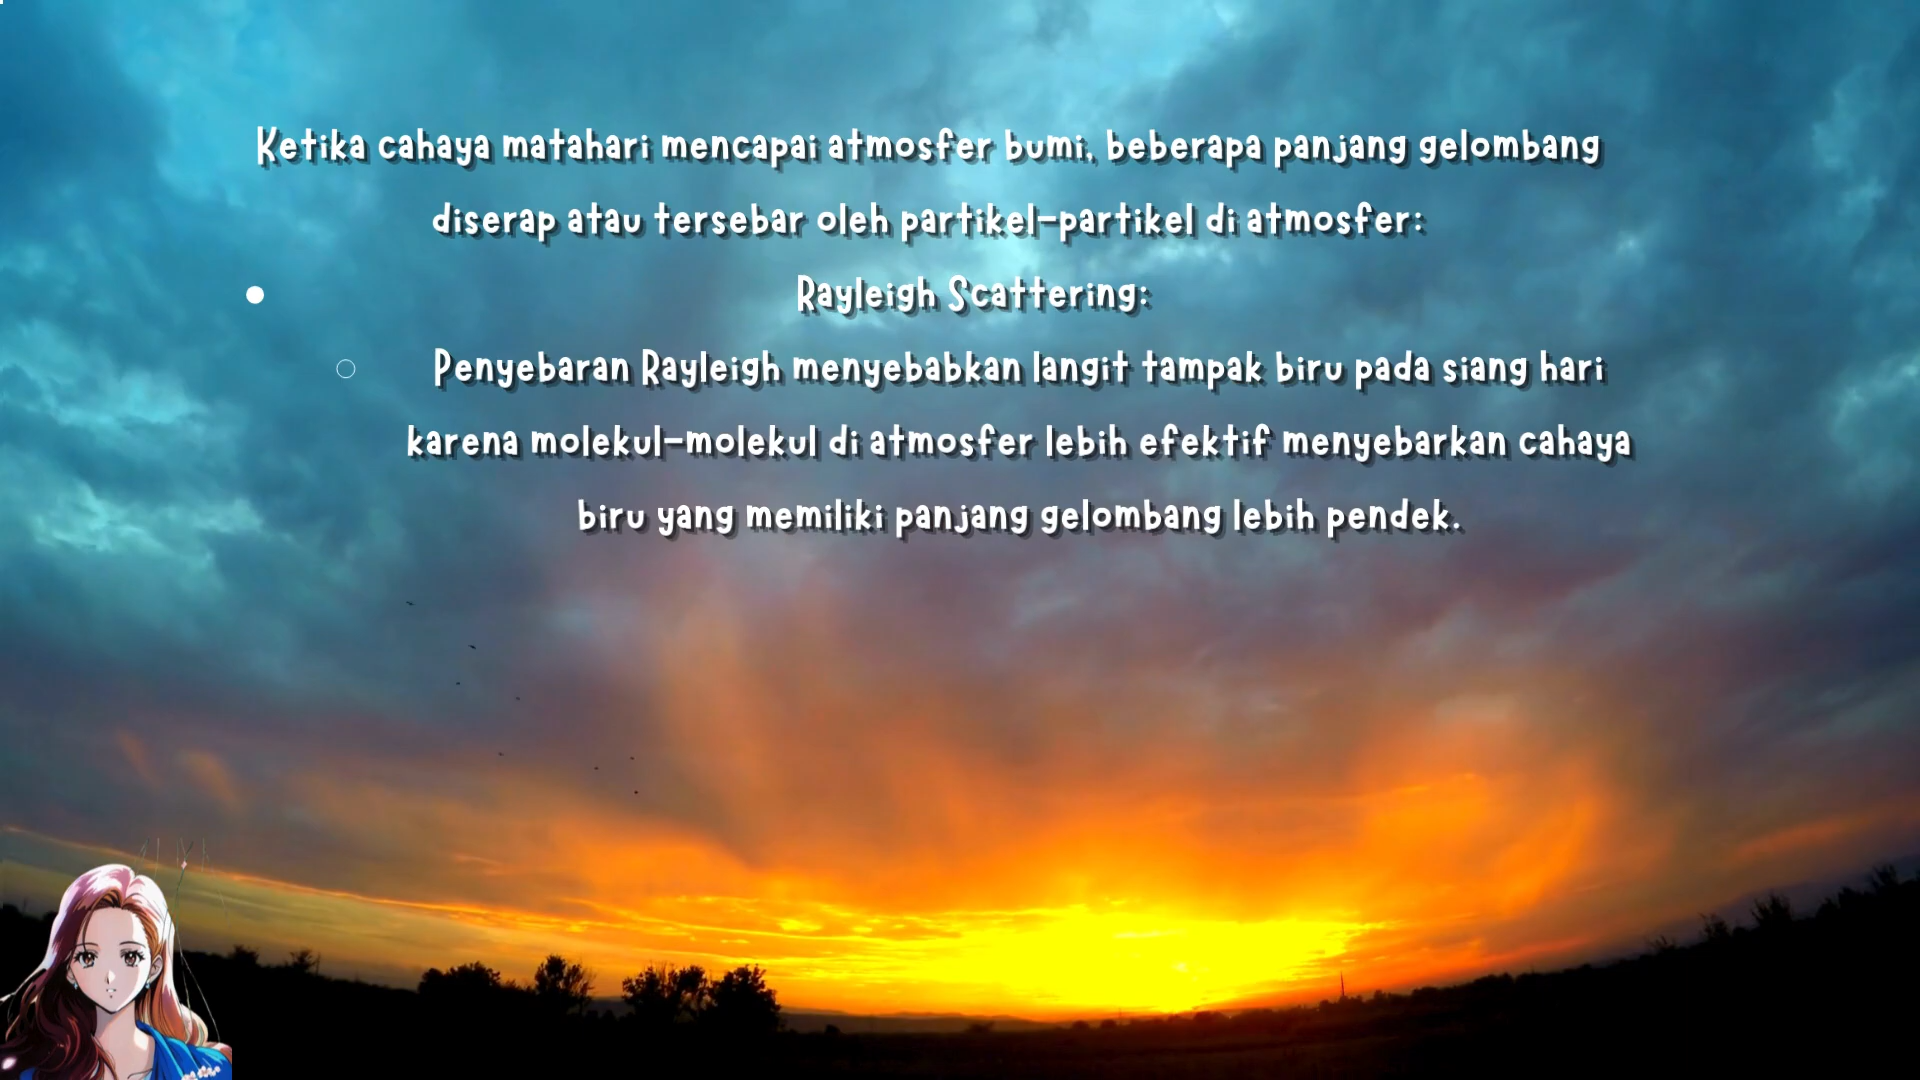 Ketika cahaya matahari mencapai atmosfer bumi, beberapa panjang gelombang
diserap atau tersebar oleh partikel-partikel di atmosfer:
Rayleigh Scattering:
Penyebaran Rayleigh menyebabkan langit tampak biru pada siang hari
karena molekul-molekul di atmosfer lebih efektif menyebarkan cahaya
biru yang memiliki panjang gelombang lebih pendek.